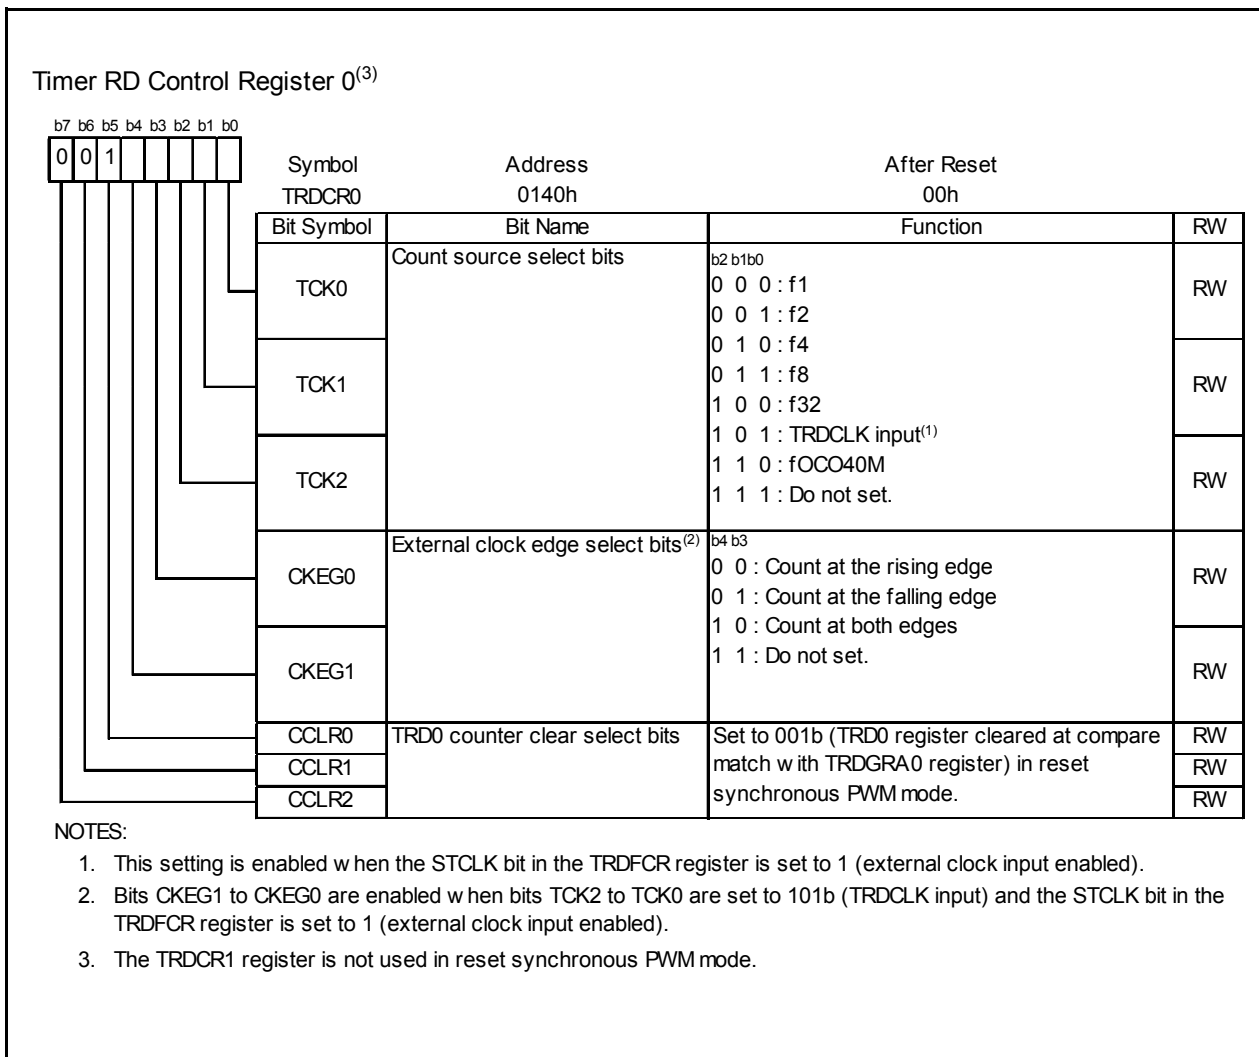 Timer RD Control Register 0(3)
b7 b6 b5 b4 b3 b2 b1 b0
0 0 1
Symbol Address After Reset
TRDCR0 0140h 00h
Bit Symbol Bit Name Function RW
TCK0 Count source select bits b2 b1b0 RW
0 0 0 : f1
0 0 1 : f2
0 1 0 : f4
TCK1 0 1 1 : f8 RW
1 0 0 : f32
1 0 1 : TRDCLK input(1)
TCK2 1 1 0 : fOCO40M RW
1 1 1 : Do not set.
CKEG0 External clock edge select bits(2) b4 b3 RW
0 0 : Count at the rising edge
0 1 : Count at the falling edge
1 0 : Count at both edges
CKEG1 1 1 : Do not set. RW
CCLR0 TRD0 counter clear select bits Set to 001b (TRD0 register cleared at compare RW
CCLR1 match with TRDGRA0 register) in reset RW
CCLR2 synchronous PWM mode. RW
NOTES:
1. This setting is enabled when the STCLK bit in the TRDFCR register is set to 1 (external clock input enabled).
2. Bits CKEG1 to CKEG0 are enabled when bits TCK2 to TCK0 are set to 101b (TRDCLK input) and the STCLK bit in the
TRDFCR register is set to 1 (external clock input enabled).
3. The TRDCR1 register is not used in reset synchronous PWM mode.